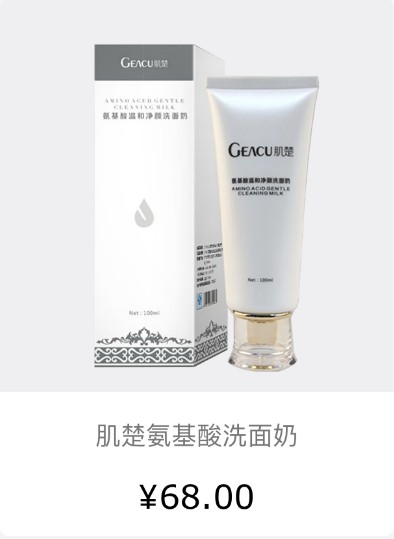 GEACU肌楚
AMINO ACED GENTLE
CLEANING MILK
氨基酸温和净颜洗面奶
Net : 100ml
GEACU肌楚
氨基酸温和净颜洗面奶
AMINO ACID GENTLE
CLEANING MILK
Net : 100ml
肌楚氨基酸洗面奶
¥68.00